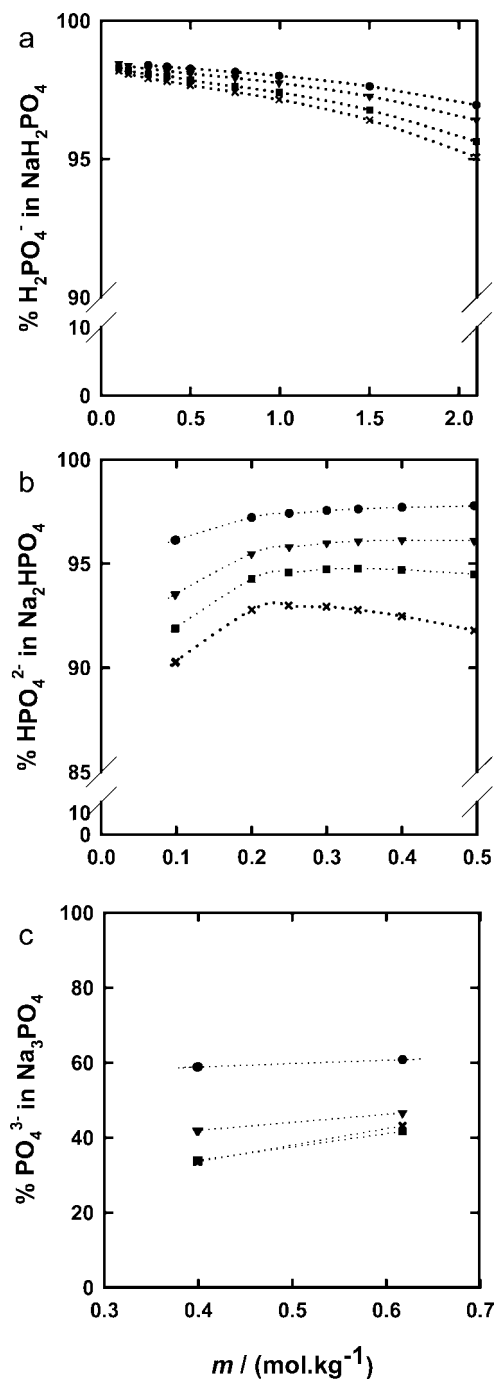 a
% H₂PO₄⁻ in NaH₂PO₄
100
95
90
10
0
0.0 0.5 1.0 1.5 2.0
b
% HPO₄²⁻ in Na₂HPO₄
100
95
90
85
10
0
0.0 0.1 0.2 0.3 0.4 0.5
c
% PO₄³⁻ in Na₃PO₄
100
80
60
40
20
0
0.3 0.4 0.5 0.6 0.7
m / (mol.kg⁻¹)